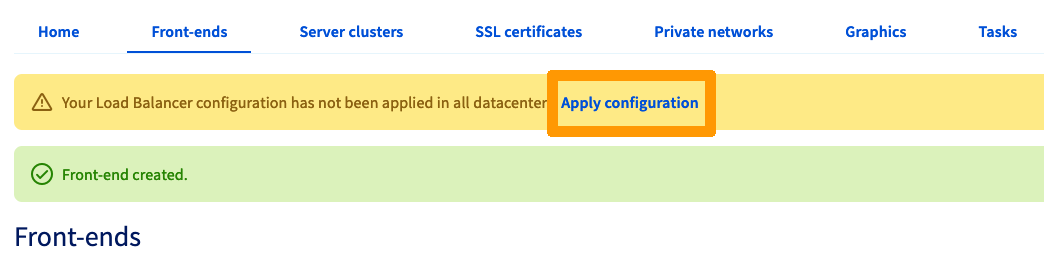 Home Front-ends Server clusters SSL certificates Private networks Graphics Tasks
Your Load Balancer configuration has not been applied in all datacenter Apply configuration
Front-end created.
Front-ends